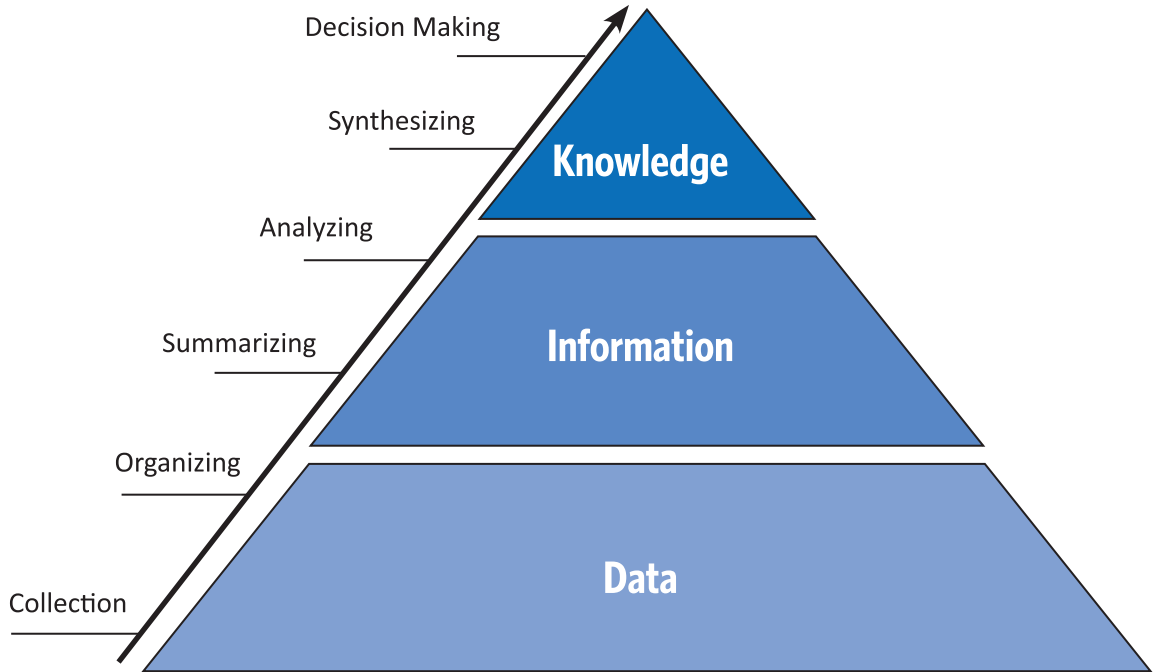 Decision Making
Synthesizing
Knowledge
Analyzing
Summarizing
Information
Organizing
Data
Collection